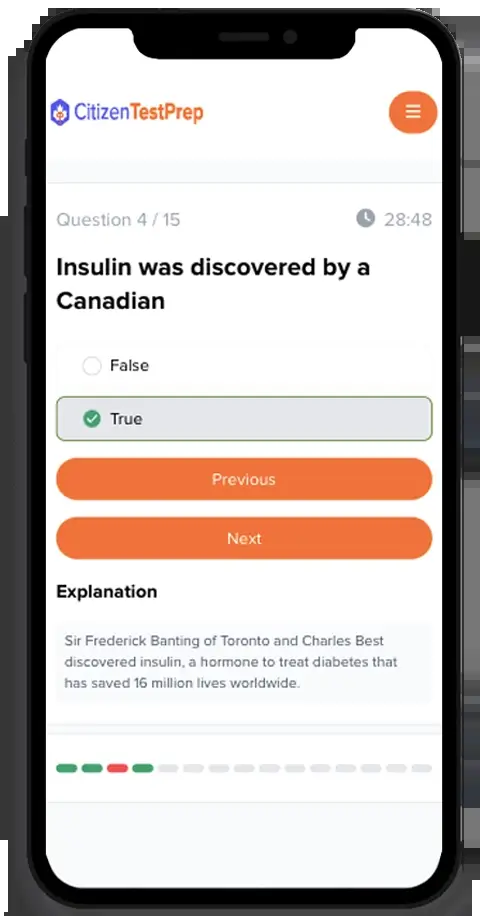 CitizenTestPrep
Question 4 / 15
28:48
Insulin was discovered by a
Canadian
False
True
Previous
Next
Explanation
Sir Frederick Banting of Toronto and Charles Best
discovered insulin, a hormone to treat diabetes that
has saved 16 million lives worldwide.